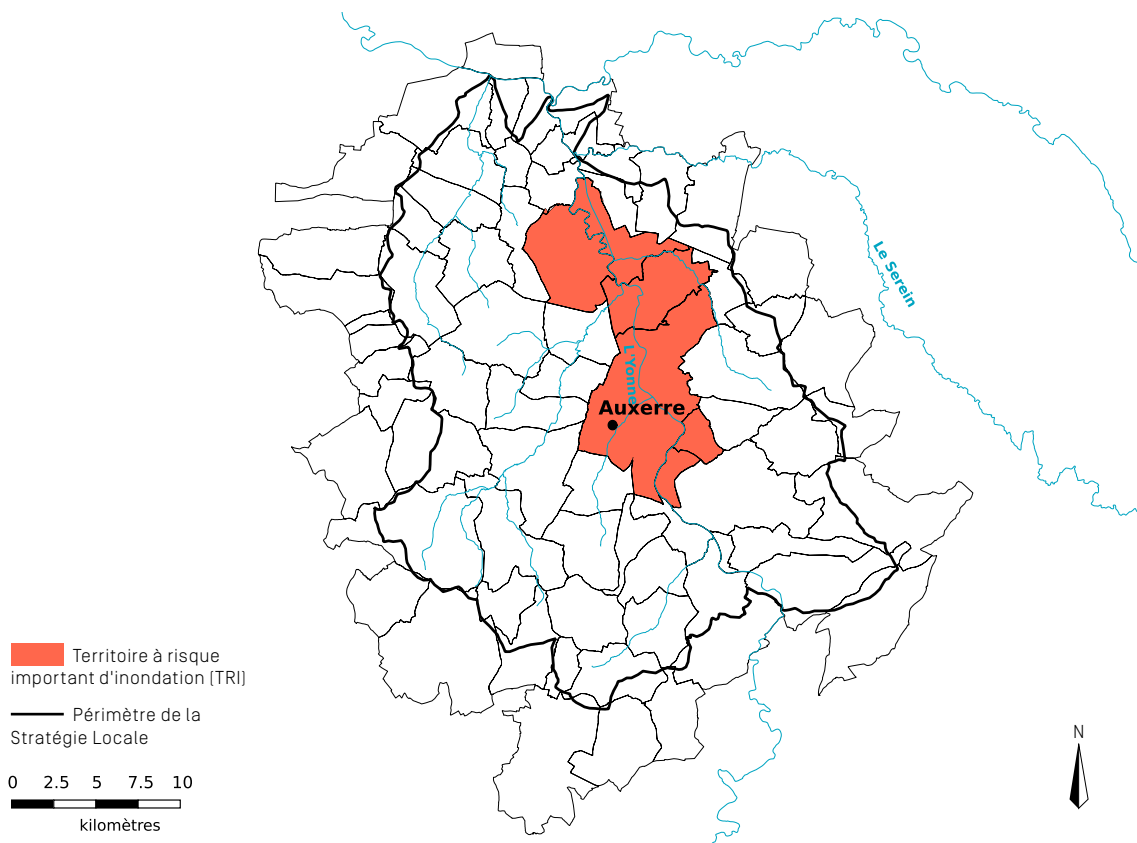 Le Serein
L'Yonne
Auxerre
Territoire à risque
important d'inondation (TRI)
Périmètre de la
Stratégie Locale
0 2.5 5 7.5 10
kilomètres
N